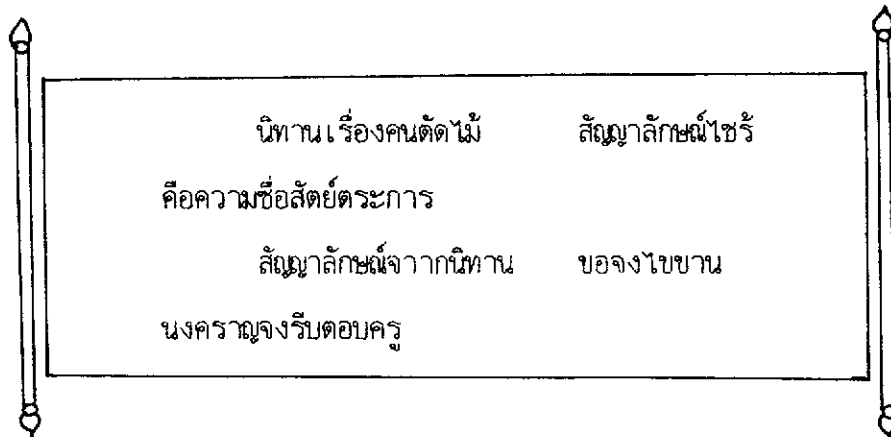 นิทานเรื่องคนตัดไม้ สัญญาลักษณ์ไซร้
คือความซื่อสัตย์ตระการ
สัญญาลักษณ์จาากนิทาน ขอจงไขขาน
นงคราญจงรีบตอบครู